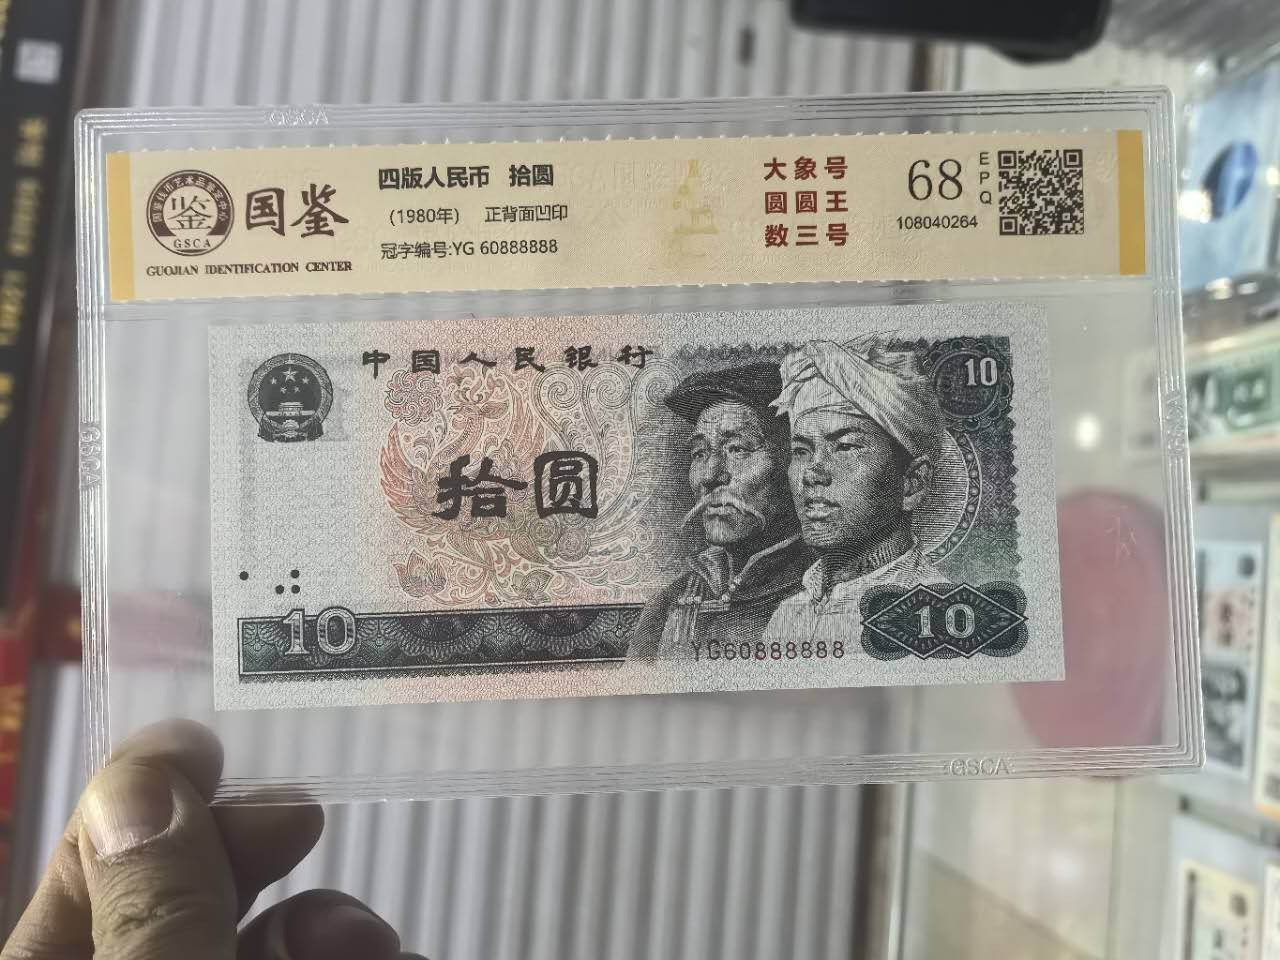 GSCA
国鉴
GSCA
GUOJIAN IDENTIFICATION CENTER
四版人民币 拾圆
(1980年) 正背面凹印
冠字编号:YG 60888888
大象号
圆圆王
数三号
68 EPQ
108040264
中国人民银行
10
拾圆
10
10
YG60888888
GSCA
GSCA